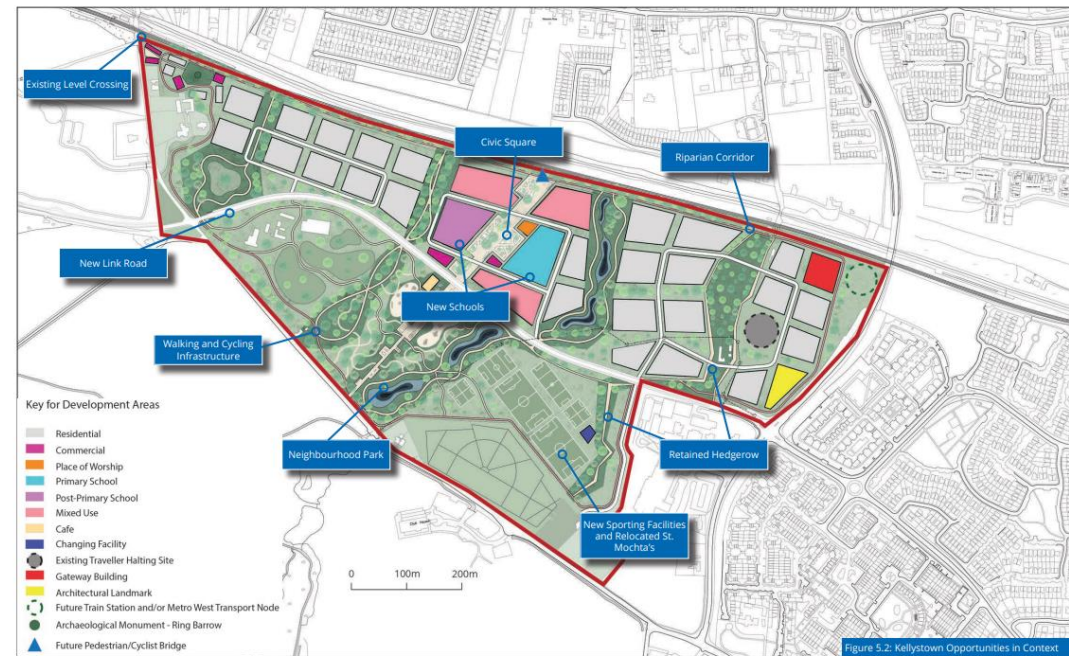 Existing Level Crossing
Civic Square
Riparian Corridor
New Link Road
New Schools
Walking and Cycling
Infrastructure
Neighbourhood Park
Retained Hedgerow
New Sporting Facilities
and Relocated St.
Mochta's
Key for Development Areas
Residential
Commercial
Place of Worship
Primary School
Post-Primary School
Mixed Use
Cafe
Changing Facility
Existing Traveller Halting Site
Gateway Building
Architectural Landmark
Future Train Station and/or Metro West Transport Node
Archaeological Monument - Ring Barrow
Future Pedestrian/Cyclist Bridge
0 100m 200m
Figure 5.2: Kellystown Opportunities in Context